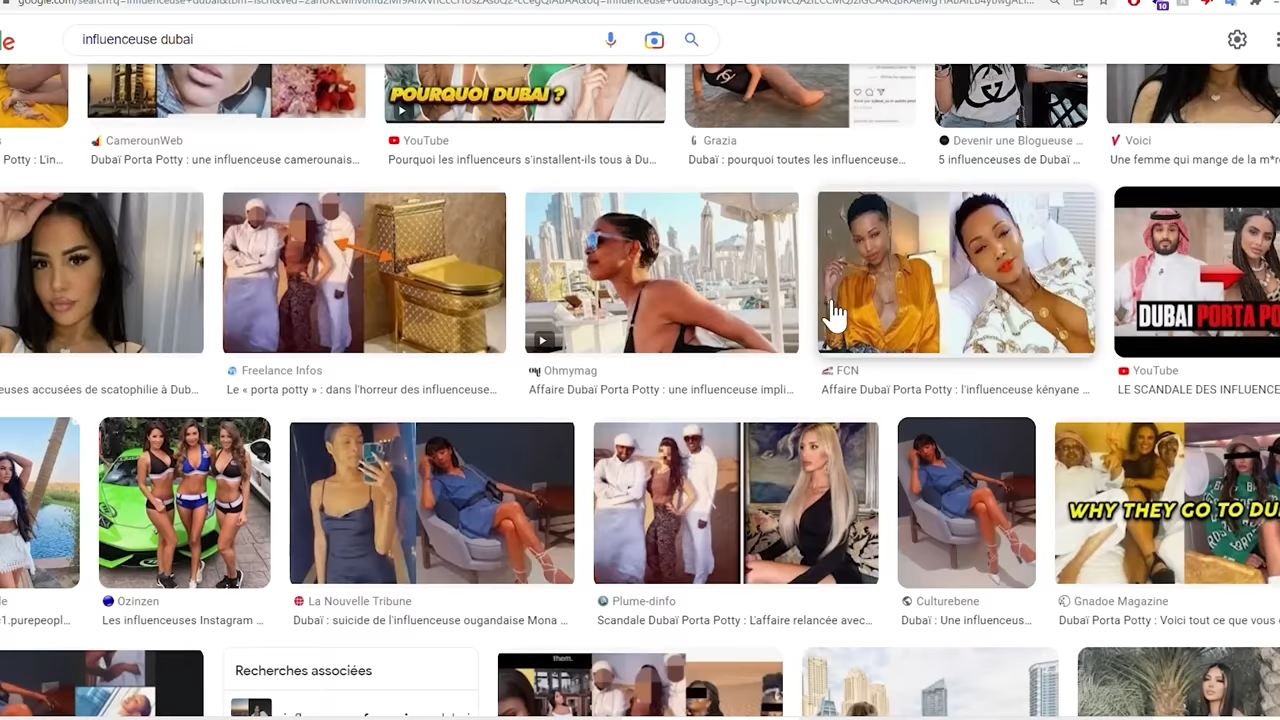 influenceuse dubai
10
POURQUOI DUBAI ?
CamerounWeb
YouTube
Grazia
Devenir une Blogueuse ...
Voici
Potty : L'in...
Dubaï Porta Potty : une influenceuse camerounais...
Pourquoi les influenceurs s'installent-ils tous à Du...
Dubaï : pourquoi toutes les influenceuse...
5 influenceuses de Dubaï ...
Une femme qui mange de la m*r
DUBAI PORTA PO
Freelance Infos
Ohmymag
FCN
YouTube
euses accusées de scatophilie à Dub...
Le « porta potty » : dans l'horreur des influenceuse...
Affaire Dubaï Porta Potty : une influenceuse impli...
Affaire Dubaï Porta Potty : l'influenceuse kényane ...
LE SCANDALE DES INFLUENCE
WHY THEY GO TO DU
Ozinzen
La Nouvelle Tribune
Plume-dinfo
Culturebene
Gnadoe Magazine
:1.purepeopl...
Les influenceuses Instagram ...
Dubaï : suicide de l'influenceuse ougandaise Mona ...
Scandale Dubaï Porta Potty : L'affaire relancée avec...
Dubaï : Une influenceus...
Dubaï Porta Potty : Voici tout ce que vous
Recherches associées
them.